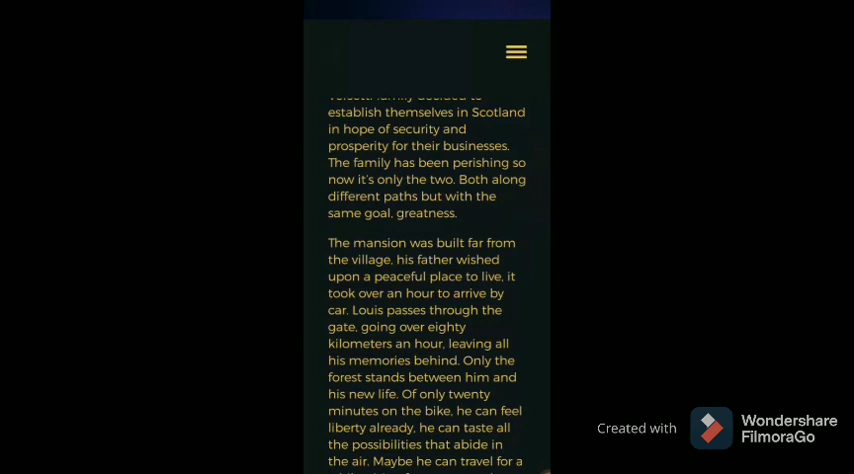 family decided to
establish themselves in Scotland
in hope of security and
prosperity for their businesses.
The family has been perishing so
now it's only the two. Both along
different paths but with the
same goal, greatness.
The mansion was built far from
the village, his father wished
upon a peaceful place to live, it
took over an hour to arrive by
car. Louis passes through the
gate, going over eighty
kilometers an hour, leaving all
his memories behind. Only the
forest stands between him and
his new life. Of only twenty
minutes on the bike, he can feel
liberty already, he can taste all
the possibilities that abide in
the air. Maybe he can travel for a
Created with
Wondershare
FilmoraGo